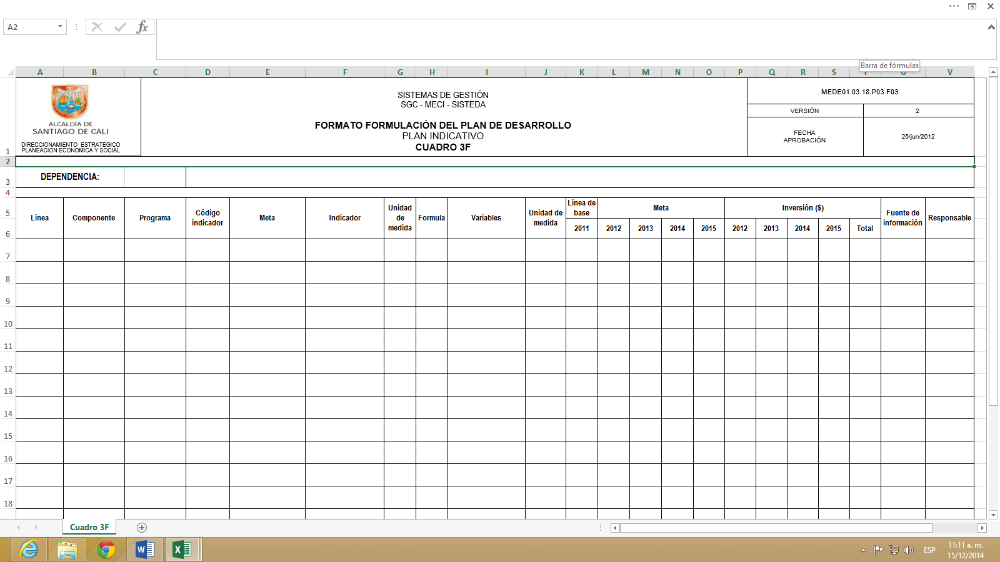 A2
fx
Barra de fórmulas
A B C D E F G H I J K L M N O P Q R S T U V
ALCALDÍA DE
SANTIAGO DE CALI
DIRECCIONAMIENTO ESTRATEGICO
PLANEACION ECONOMICA Y SOCIAL
SISTEMAS DE GESTIÓN
SGC - MECI - SISTEDA
FORMATO FORMULACIÓN DEL PLAN DE DESARROLLO
PLAN INDICATIVO
CUADRO 3F
MEDE01.03.18.P03.F03
VERSIÓN 2
FECHA
APROBACIÓN
25/jun/2012
1
2
3
DEPENDENCIA:
4
5
6
Línea
Componente
Programa
Código
indicador
Meta
Indicador
Unidad
de
medida
Formula
Variables
Unidad de
medida
Línea de
base
2011
Meta
2012 2013 2014 2015
Inversión ($)
2012 2013 2014 2015 Total
Fuente de
información
Responsable
7
8
9
10
11
12
13
14
15
16
17
18
Cuadro 3F
ESP
11:11 a. m.
15/12/2014